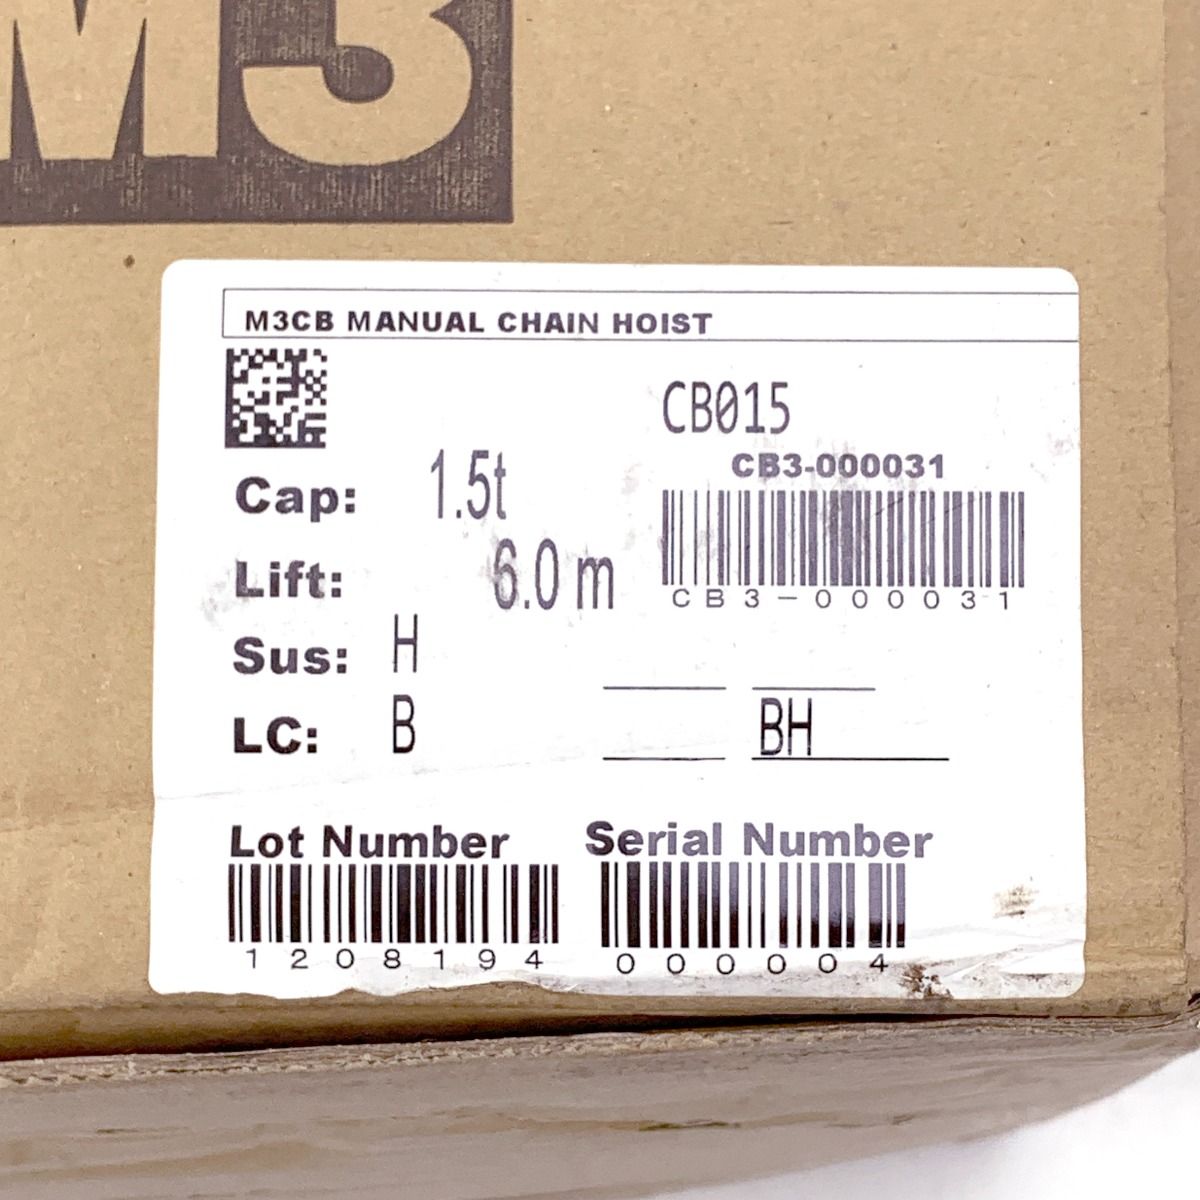 M3
M3CB MANUAL CHAIN HOIST
CB015
CB3-000031
CB3-000031
Cap: 1.5t
Lift: 6.0 m
Sus: H
LC: B
BH
Lot Number
1208194
Serial Number
000004